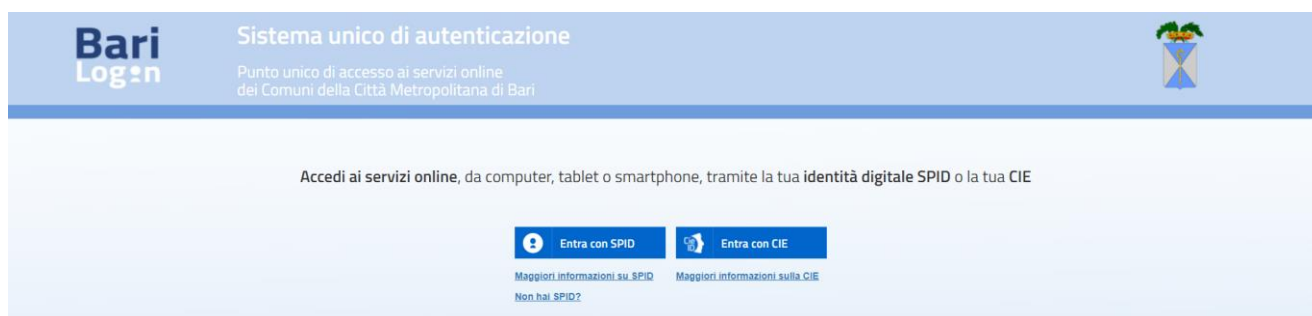 Bari
Login
Sistema unico di autenticazione
Punto unico di accesso ai servizi online
dei Comuni della Città Metropolitana di Bari
Accedi ai servizi online, da computer, tablet o smartphone, tramite la tua identità digitale SPID o la tua CIE
Entra con SPID
Entra con CIE
Maggiori informazioni su SPID
Maggiori informazioni sulla CIE
Non hai SPID?